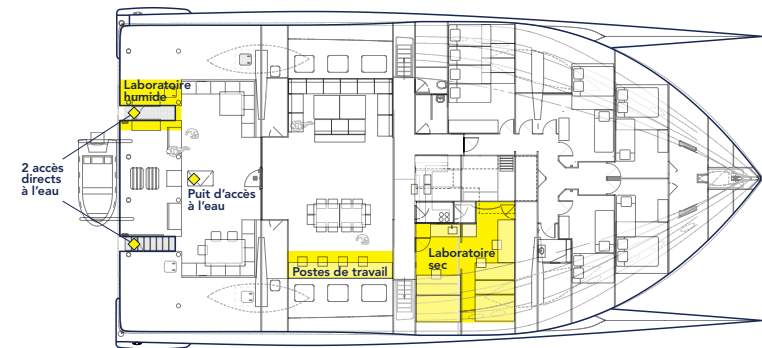 Laboratoire
humide
2 accès
directs
à l'eau
Puit d'accès
à l'eau
Postes de travail
Laboratoire
sec